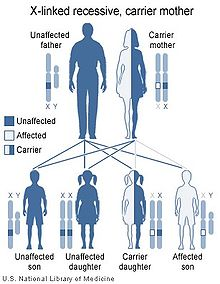 X-linked recessive, carrier mother
Unaffected
father
Carrier
mother
X Y
X X
Unaffected
Affected
Carrier
X Y
X X
X X
X Y
Unaffected
son
Unaffected
daughter
Carrier
daughter
Affected
son
U.S. National Library of Medicine